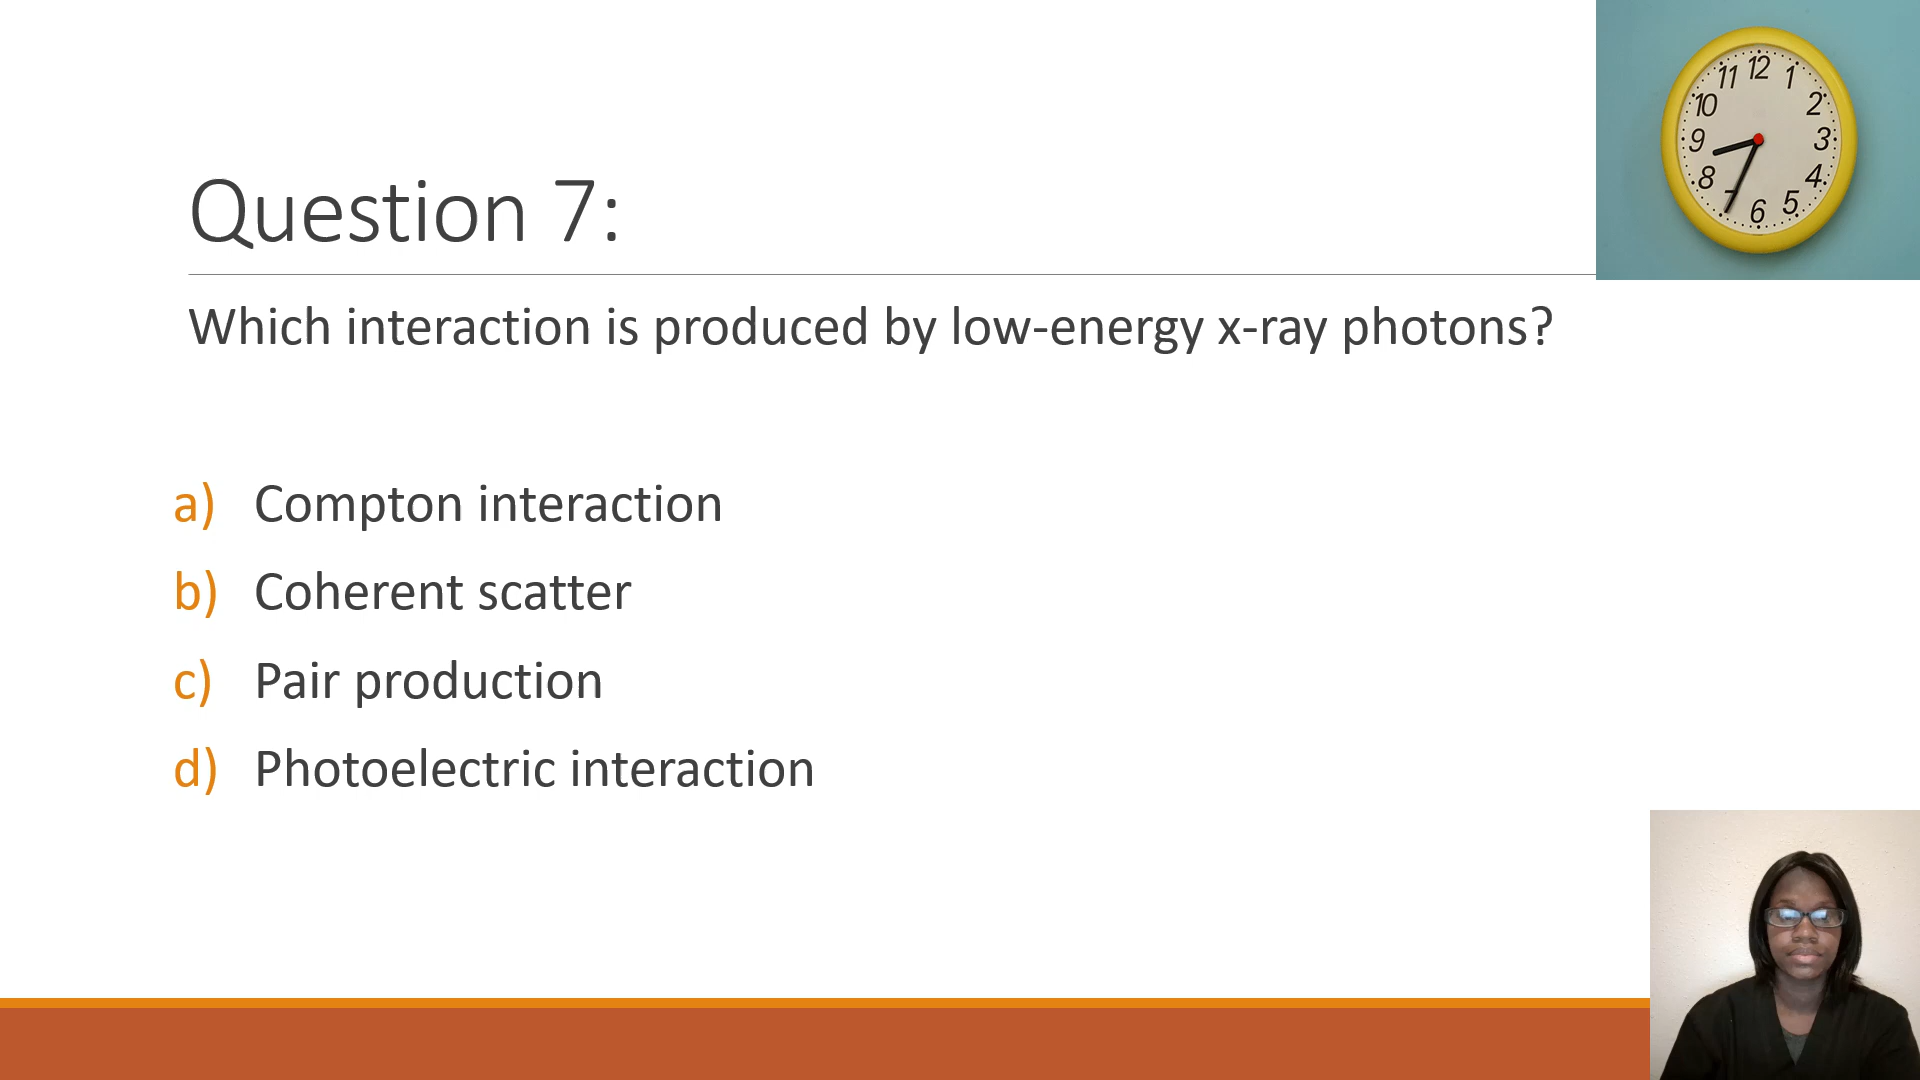 Question 7:
Which interaction is produced by low-energy x-ray photons?
a) Compton interaction
b) Coherent scatter
c) Pair production
d) Photoelectric interaction
12
1
2
3
4
5
6
7
8
9
10
11